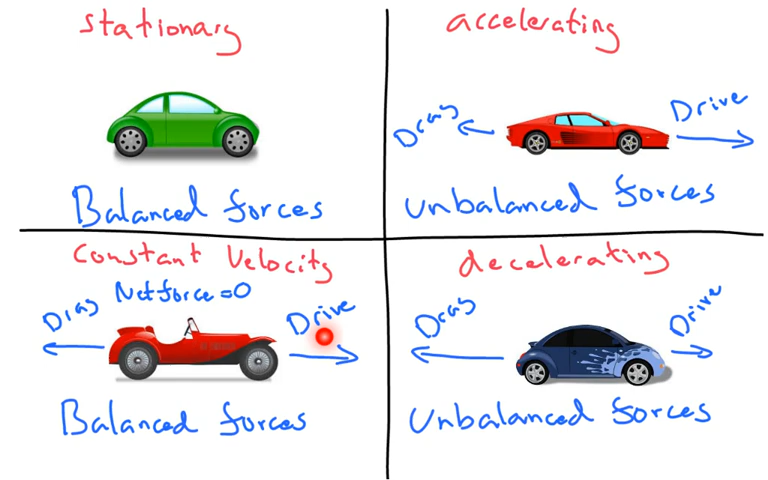 stationary
Balanced forces
accelerating
Drag
Drive
Unbalanced forces
Constant Velocity
Net force = 0
Drag
Drive
Balanced forces
decelerating
Drag
Drive
Unbalanced forces